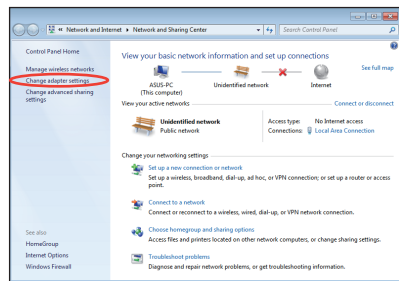 Network and Internet
Network and Sharing Center
Search Control Panel
Control Panel Home
Manage wireless networks
Change adapter settings
Change advanced sharing
settings
See also
HomeGroup
Internet Options
Windows Firewall
View your basic network information and set up connections
See full map
ASUS-PC
(This computer)
Unidentified network
Internet
View your active networks
Connect or disconnect
Unidentified network
Public network
Access type: No Internet access
Connections: Local Area Connection
Change your networking settings
Set up a new connection or network
Set up a wireless, broadband, dial-up, ad hoc, or VPN connection; or set up a router or access
point.
Connect to a network
Connect or reconnect to a wireless, wired, dial-up, or VPN network connection.
Choose homegroup and sharing options
Access files and printers located on other network computers, or change sharing settings.
Troubleshoot problems
Diagnose and repair network problems, or get troubleshooting information.